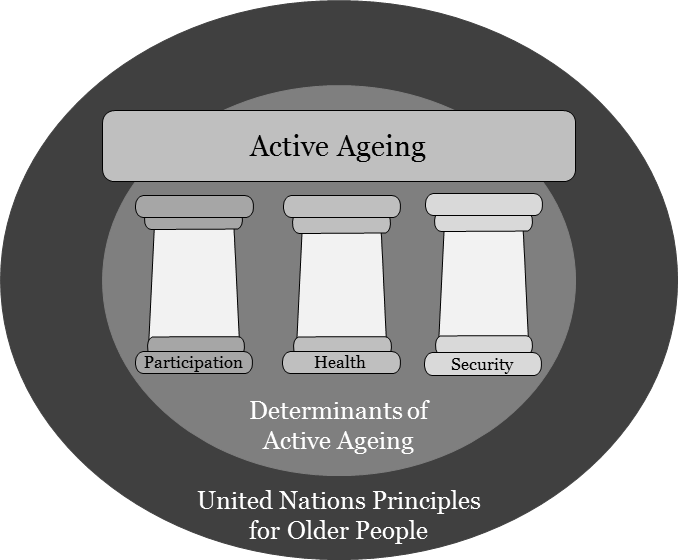 Active Ageing
Participation
Health
Security
Determinants of
Active Ageing
United Nations Principles
for Older People